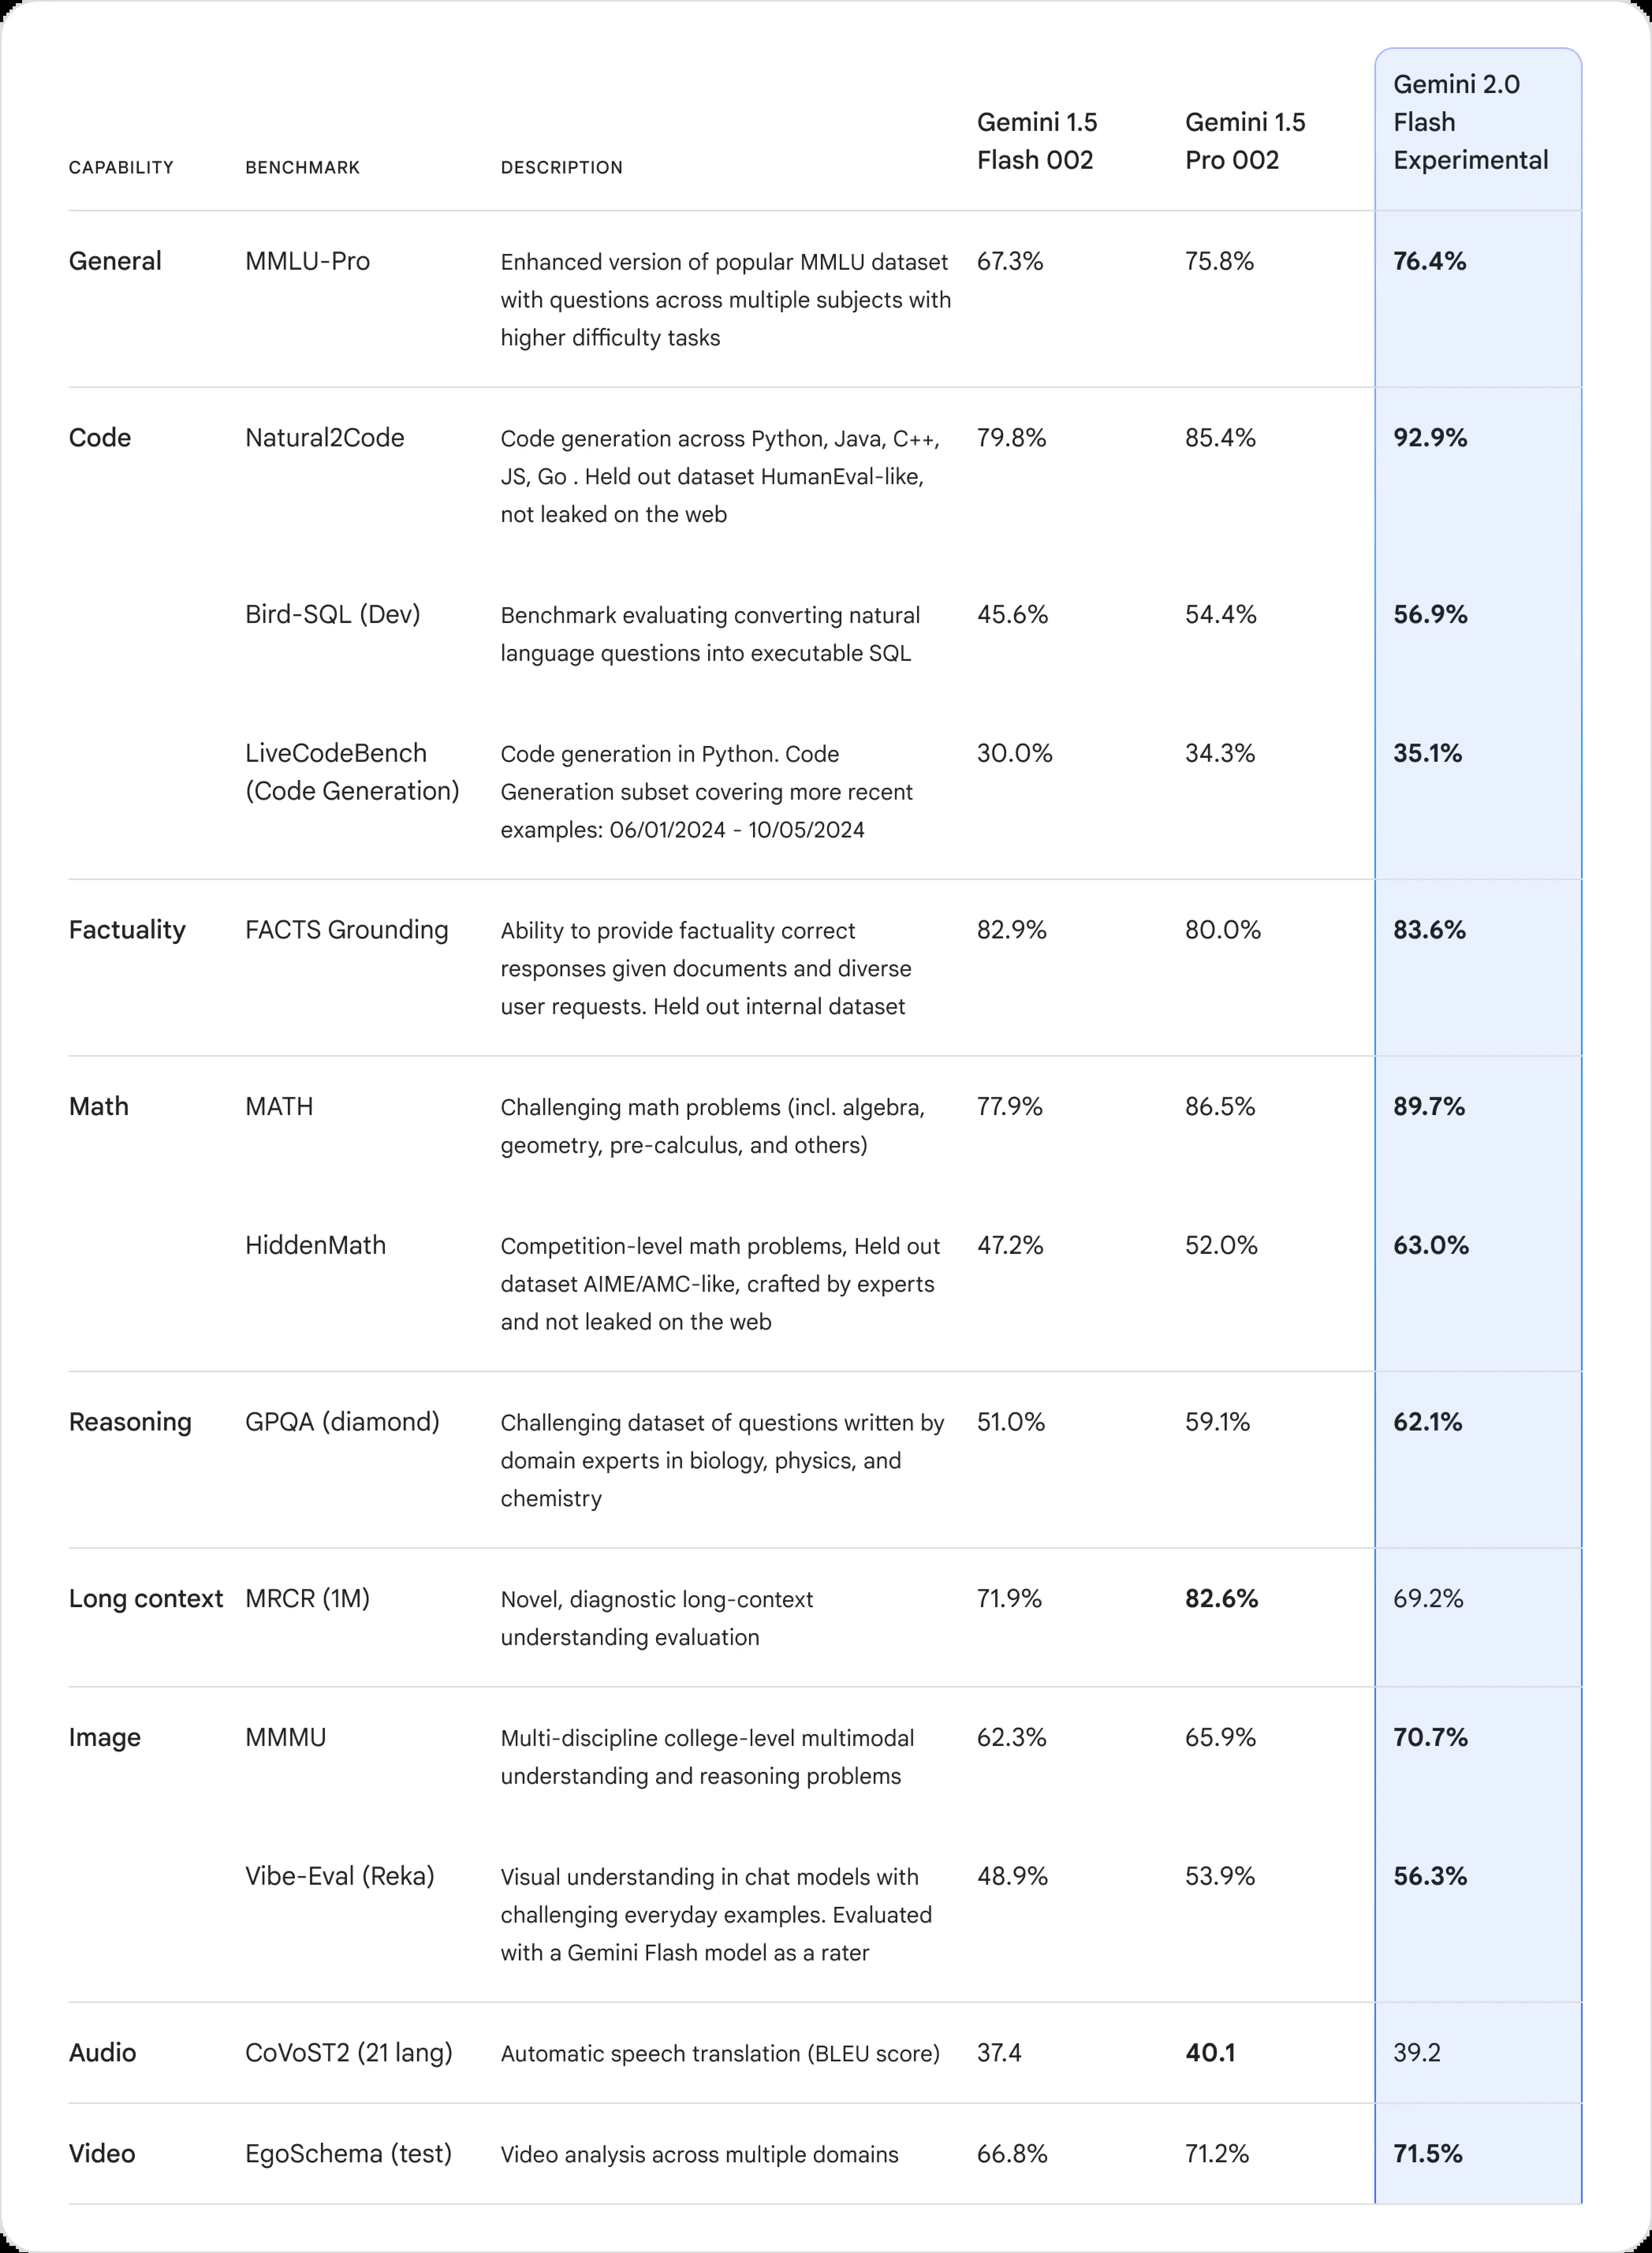 CAPABILITY BENCHMARK DESCRIPTION Gemini 1.5 Flash 002 Gemini 1.5 Pro 002 Gemini 2.0 Flash Experimental
General MMLU-Pro Enhanced version of popular MMLU dataset 67.3% 75.8% 76.4%
with questions across multiple subjects with
higher difficulty tasks
Code Natural2Code Code generation across Python, Java, C++, 79.8% 85.4% 92.9%
JS, Go . Held out dataset HumanEval-like,
not leaked on the web
Bird-SQL (Dev) Benchmark evaluating converting natural 45.6% 54.4% 56.9%
language questions into executable SQL
LiveCodeBench Code generation in Python. Code 30.0% 34.3% 35.1%
(Code Generation) Generation subset covering more recent
examples: 06/01/2024 - 10/05/2024
Factuality FACTS Grounding Ability to provide factuality correct 82.9% 80.0% 83.6%
responses given documents and diverse
user requests. Held out internal dataset
Math MATH Challenging math problems (incl. algebra, 77.9% 86.5% 89.7%
geometry, pre-calculus, and others)
HiddenMath Competition-level math problems, Held out 47.2% 52.0% 63.0%
dataset AIME/AMC-like, crafted by experts
and not leaked on the web
Reasoning GPQA (diamond) Challenging dataset of questions written by 51.0% 59.1% 62.1%
domain experts in biology, physics, and
chemistry
Long context MRCR (1M) Novel, diagnostic long-context 71.9% 82.6% 69.2%
understanding evaluation
Image MMMU Multi-discipline college-level multimodal 62.3% 65.9% 70.7%
understanding and reasoning problems
Vibe-Eval (Reka) Visual understanding in chat models with 48.9% 53.9% 56.3%
challenging everyday examples. Evaluated
with a Gemini Flash model as a rater
Audio CoVoST2 (21 lang) Automatic speech translation (BLEU score) 37.4 40.1 39.2
Video EgoSchema (test) Video analysis across multiple domains 66.8% 71.2% 71.5%